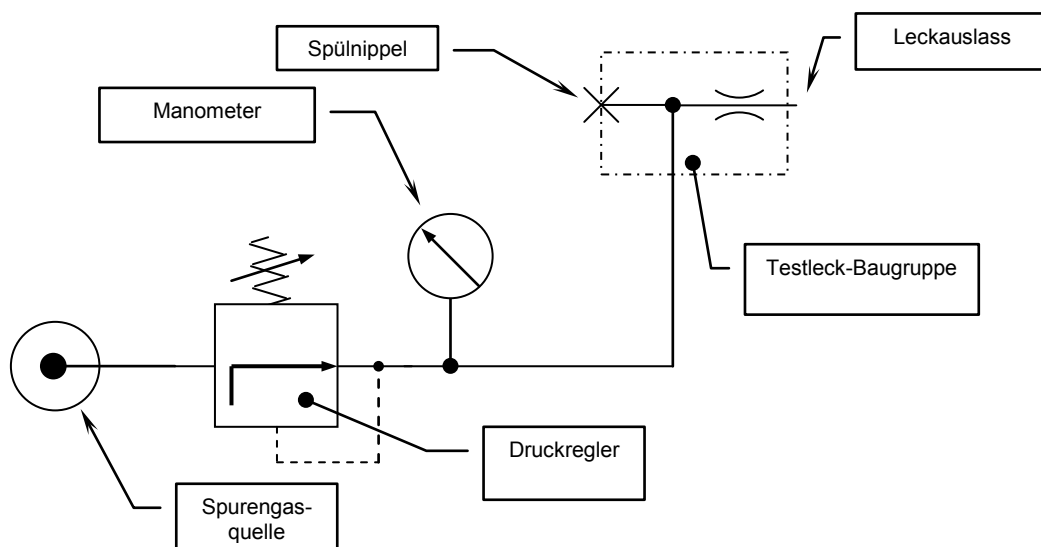 Leckauslass
Spülnippel
Manometer
Testleck-Baugruppe
Druckregler
Spurengas-
quelle